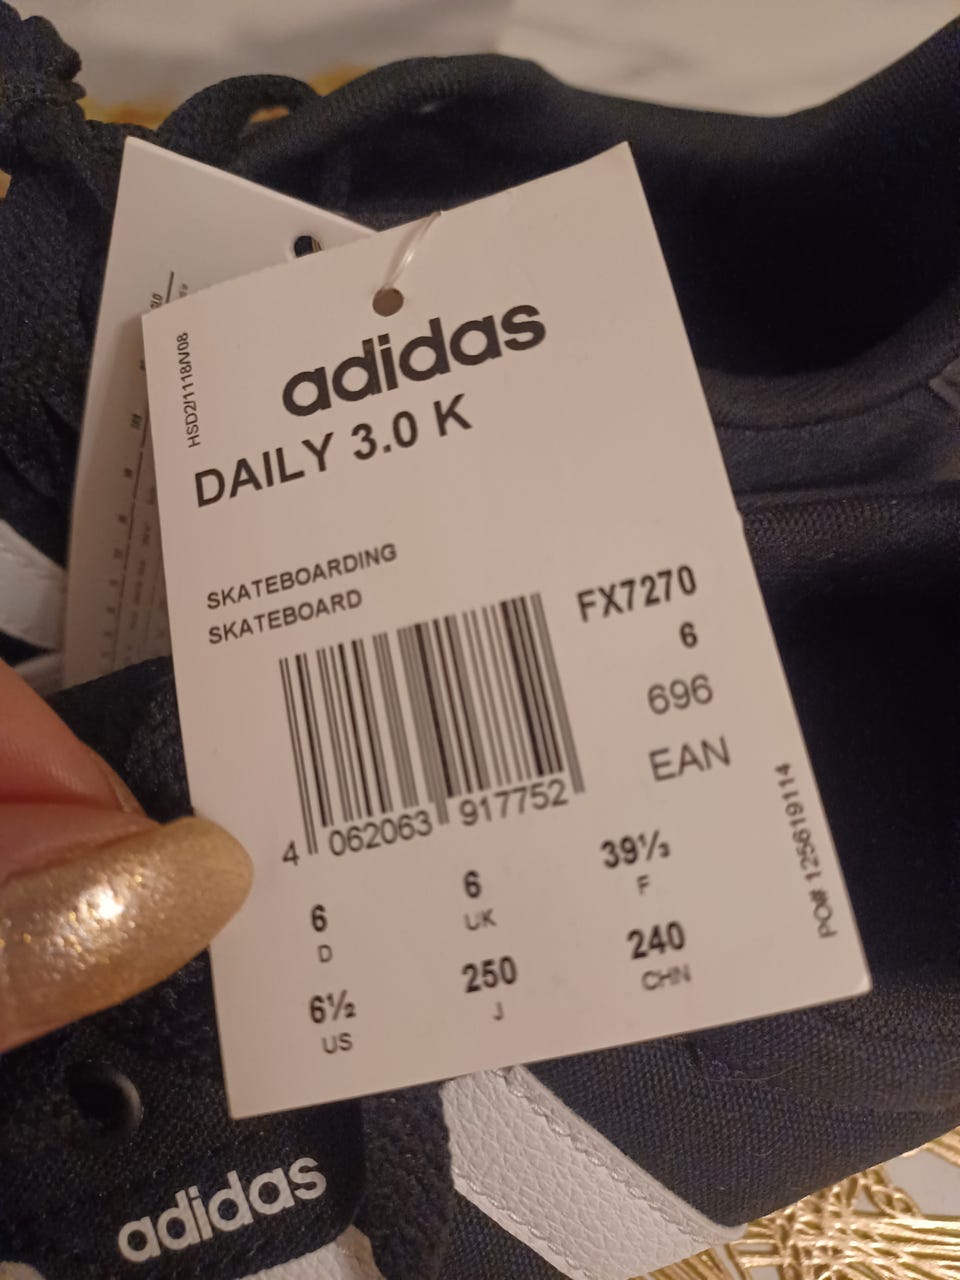 HSD2/1118/V08
adidas
DAILY 3.0 K
SKATEBOARDING
SKATEBOARD
FX7270
6
696
EAN
4 062063 917752
6 6 39⅓
D UK F
6½ 250 240
US J CHN
PO# 125619114
adidas